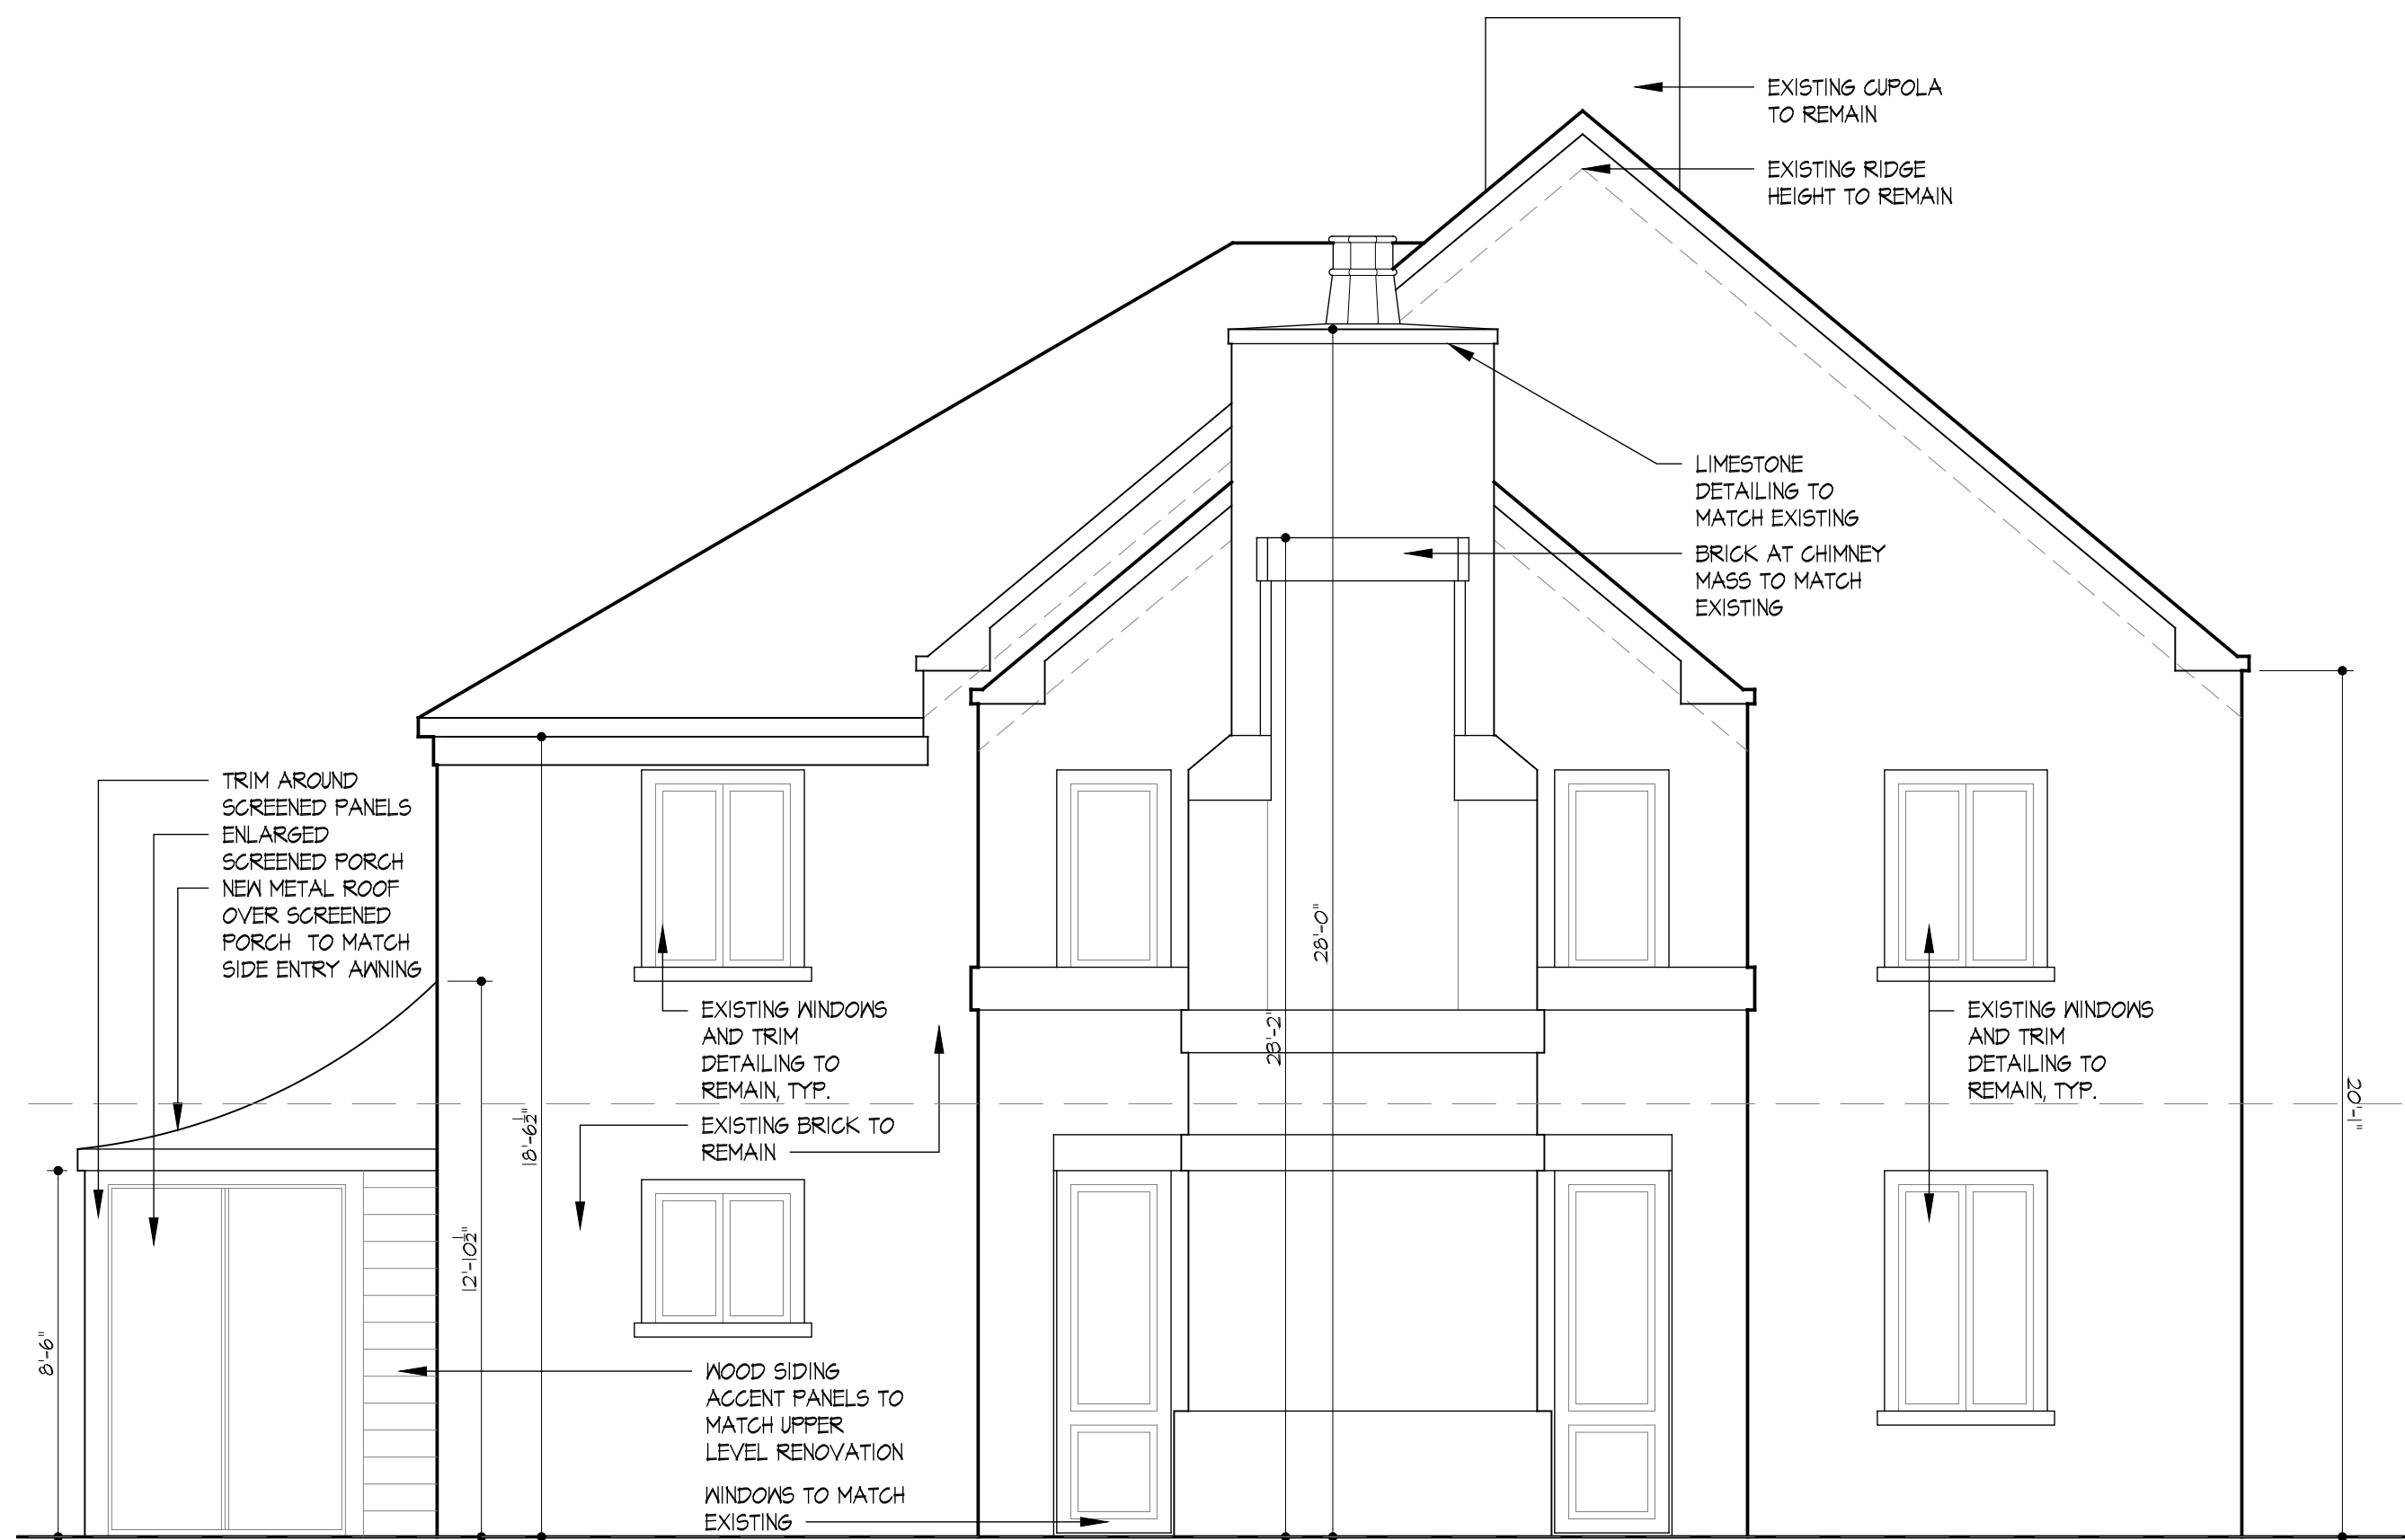 EXISTING CUPOLA
TO REMAIN
EXISTING RIDGE
HEIGHT TO REMAIN
LIMESTONE
DETAILING TO
MATCH EXISTING
BRICK AT CHIMNEY
MASS TO MATCH
EXISTING
TRIM AROUND
SCREENED PANELS
ENLARGED
SCREENED PORCH
NEW METAL ROOF
OVER SCREENED
PORCH TO MATCH
SIDE ENTRY AWNING
EXISTING WINDOWS
AND TRIM
DETAILING TO
REMAIN, TYP.
EXISTING BRICK TO
REMAIN
EXISTING WINDOWS
AND TRIM
DETAILING TO
REMAIN, TYP.
WOOD SIDING
ACCENT PANELS TO
MATCH UPPER
LEVEL RENOVATION
WINDOWS TO MATCH
EXISTING
8'-6"
12'-10½"
18'-6½"
23'-2"
28'-0"
20'-1"